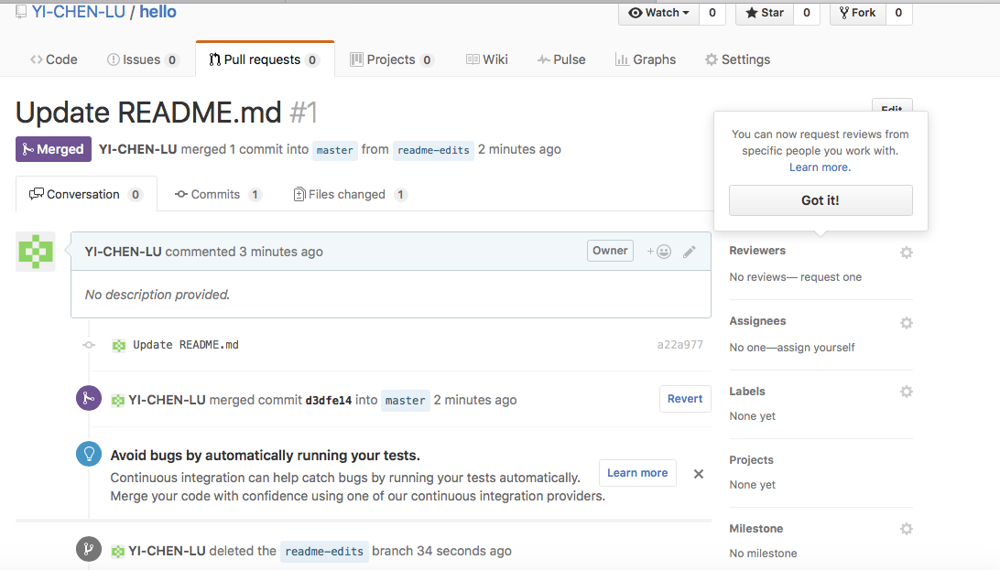 YI-CHEN-LU / hello
Watch 0 Star 0 Fork 0
Code Issues 0 Pull requests 0 Projects 0 Wiki Pulse Graphs Settings
Update README.md #1
Edit
Merged YI-CHEN-LU merged 1 commit into master from readme-edits 2 minutes ago
You can now request reviews from
specific people you work with.
Learn more.
Got it!
Conversation 0 Commits 1 Files changed 1
YI-CHEN-LU commented 3 minutes ago Owner
No description provided.
Update README.md a22a977
YI-CHEN-LU merged commit d3dfe14 into master 2 minutes ago Revert
Avoid bugs by automatically running your tests.
Continuous integration can help catch bugs by running your tests automatically.
Merge your code with confidence using one of our continuous integration providers.
Learn more
YI-CHEN-LU deleted the readme-edits branch 34 seconds ago
Reviewers
No reviews— request one
Assignees
No one—assign yourself
Labels
None yet
Projects
None yet
Milestone
No milestone